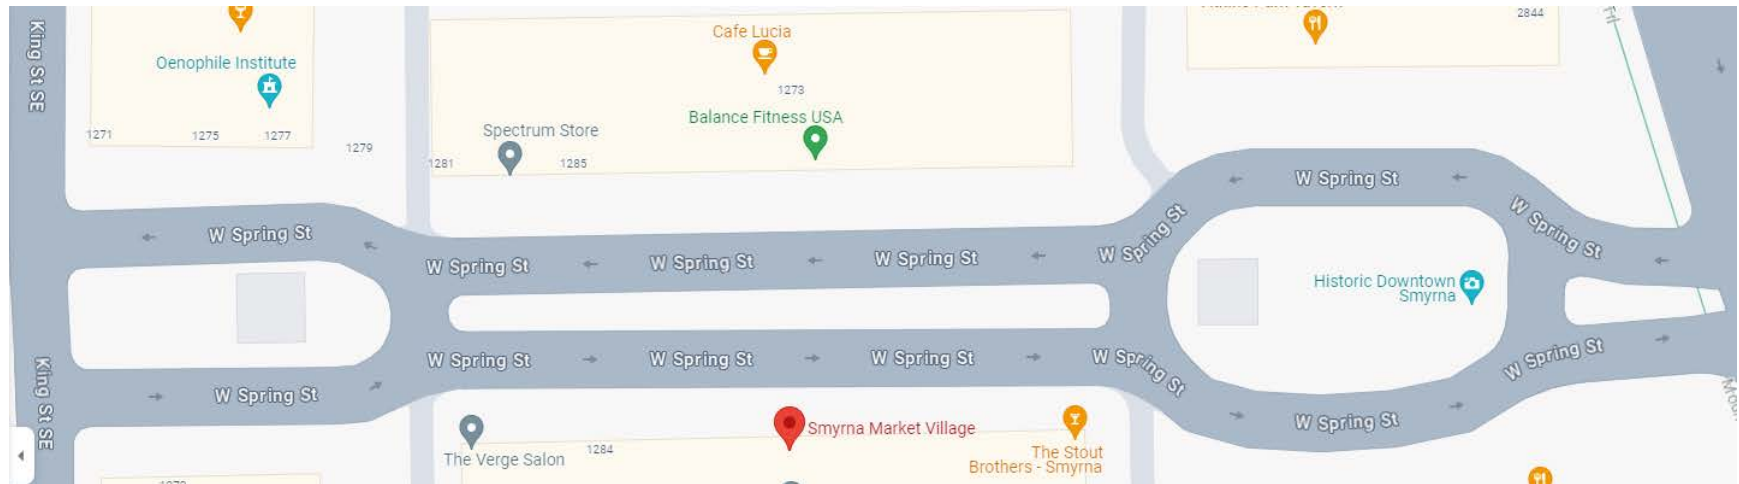 King St SE
Oenophile Institute
1271
1275
1277
1279
Cafe Lucia
1273
Balance Fitness USA
Spectrum Store
1281
1285
2844
W Spring St
W Spring St
W Spring St
W Spring St
W Spring St
W Spring St
W Spring St
Historic Downtown
Smyrna
King St SE
W Spring St
W Spring St
W Spring St
W Spring St
W Spring St
W Spring St
W Spring St
The Verge Salon
1284
Smyrna Market Village
The Stout
Brothers - Smyrna